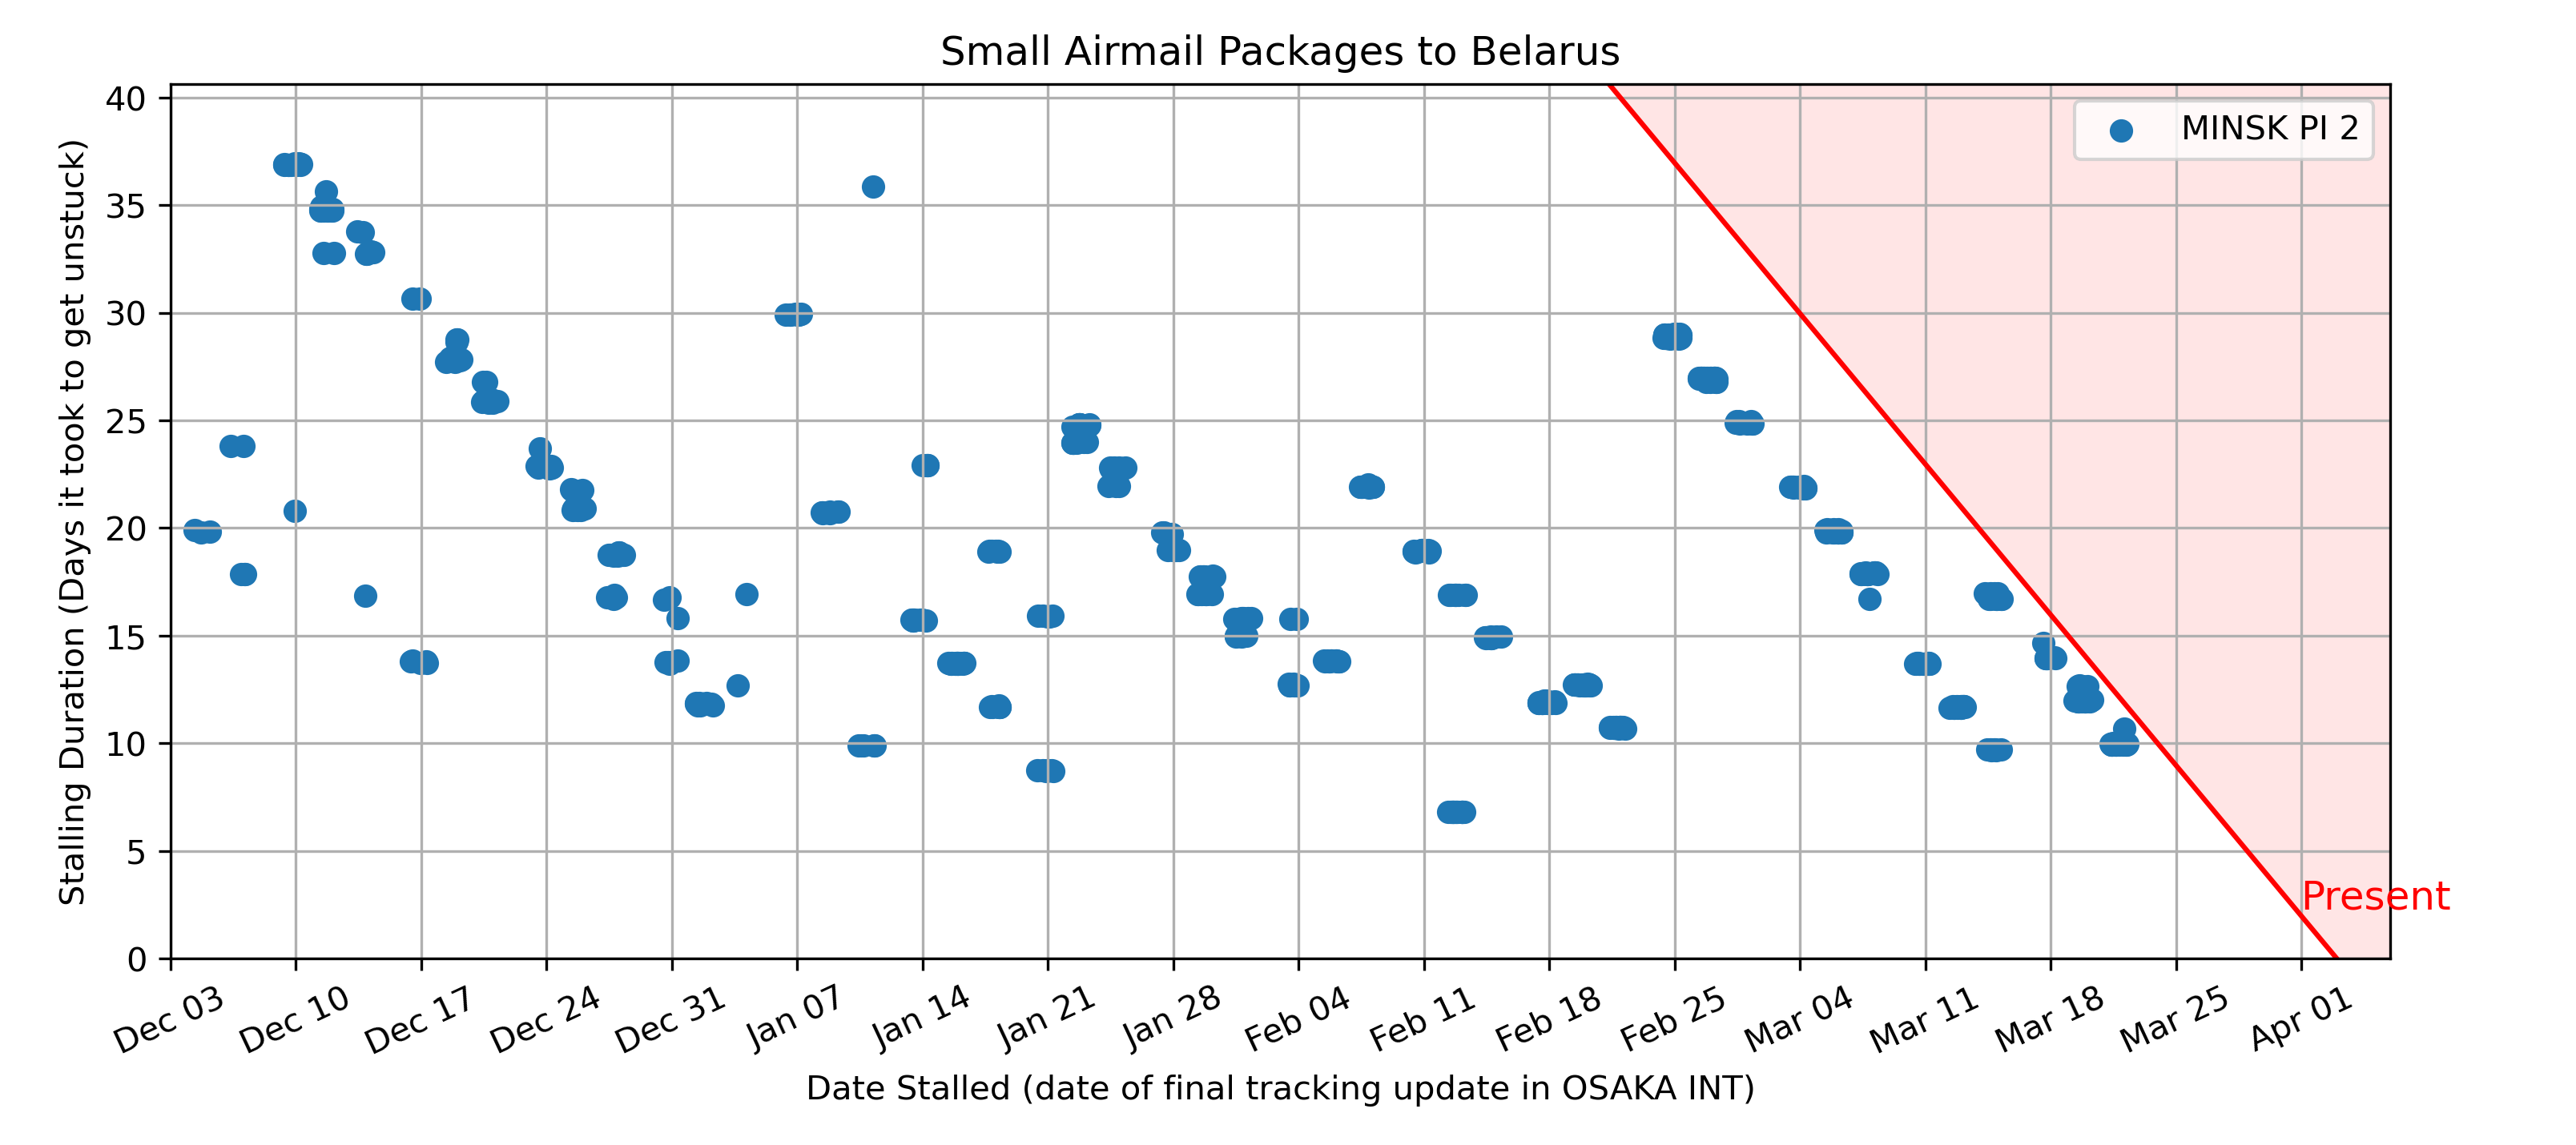 Small Airmail Packages to Belarus
MINSK PI 2
Stalling Duration (Days it took to get unstuck)
40
35
30
25
20
15
10
5
0
Present
Dec 03
Dec 10
Dec 17
Dec 24
Dec 31
Jan 07
Jan 14
Jan 21
Jan 28
Feb 04
Feb 11
Feb 18
Feb 25
Mar 04
Mar 11
Mar 18
Mar 25
Apr 01
Date Stalled (date of final tracking update in OSAKA INT)